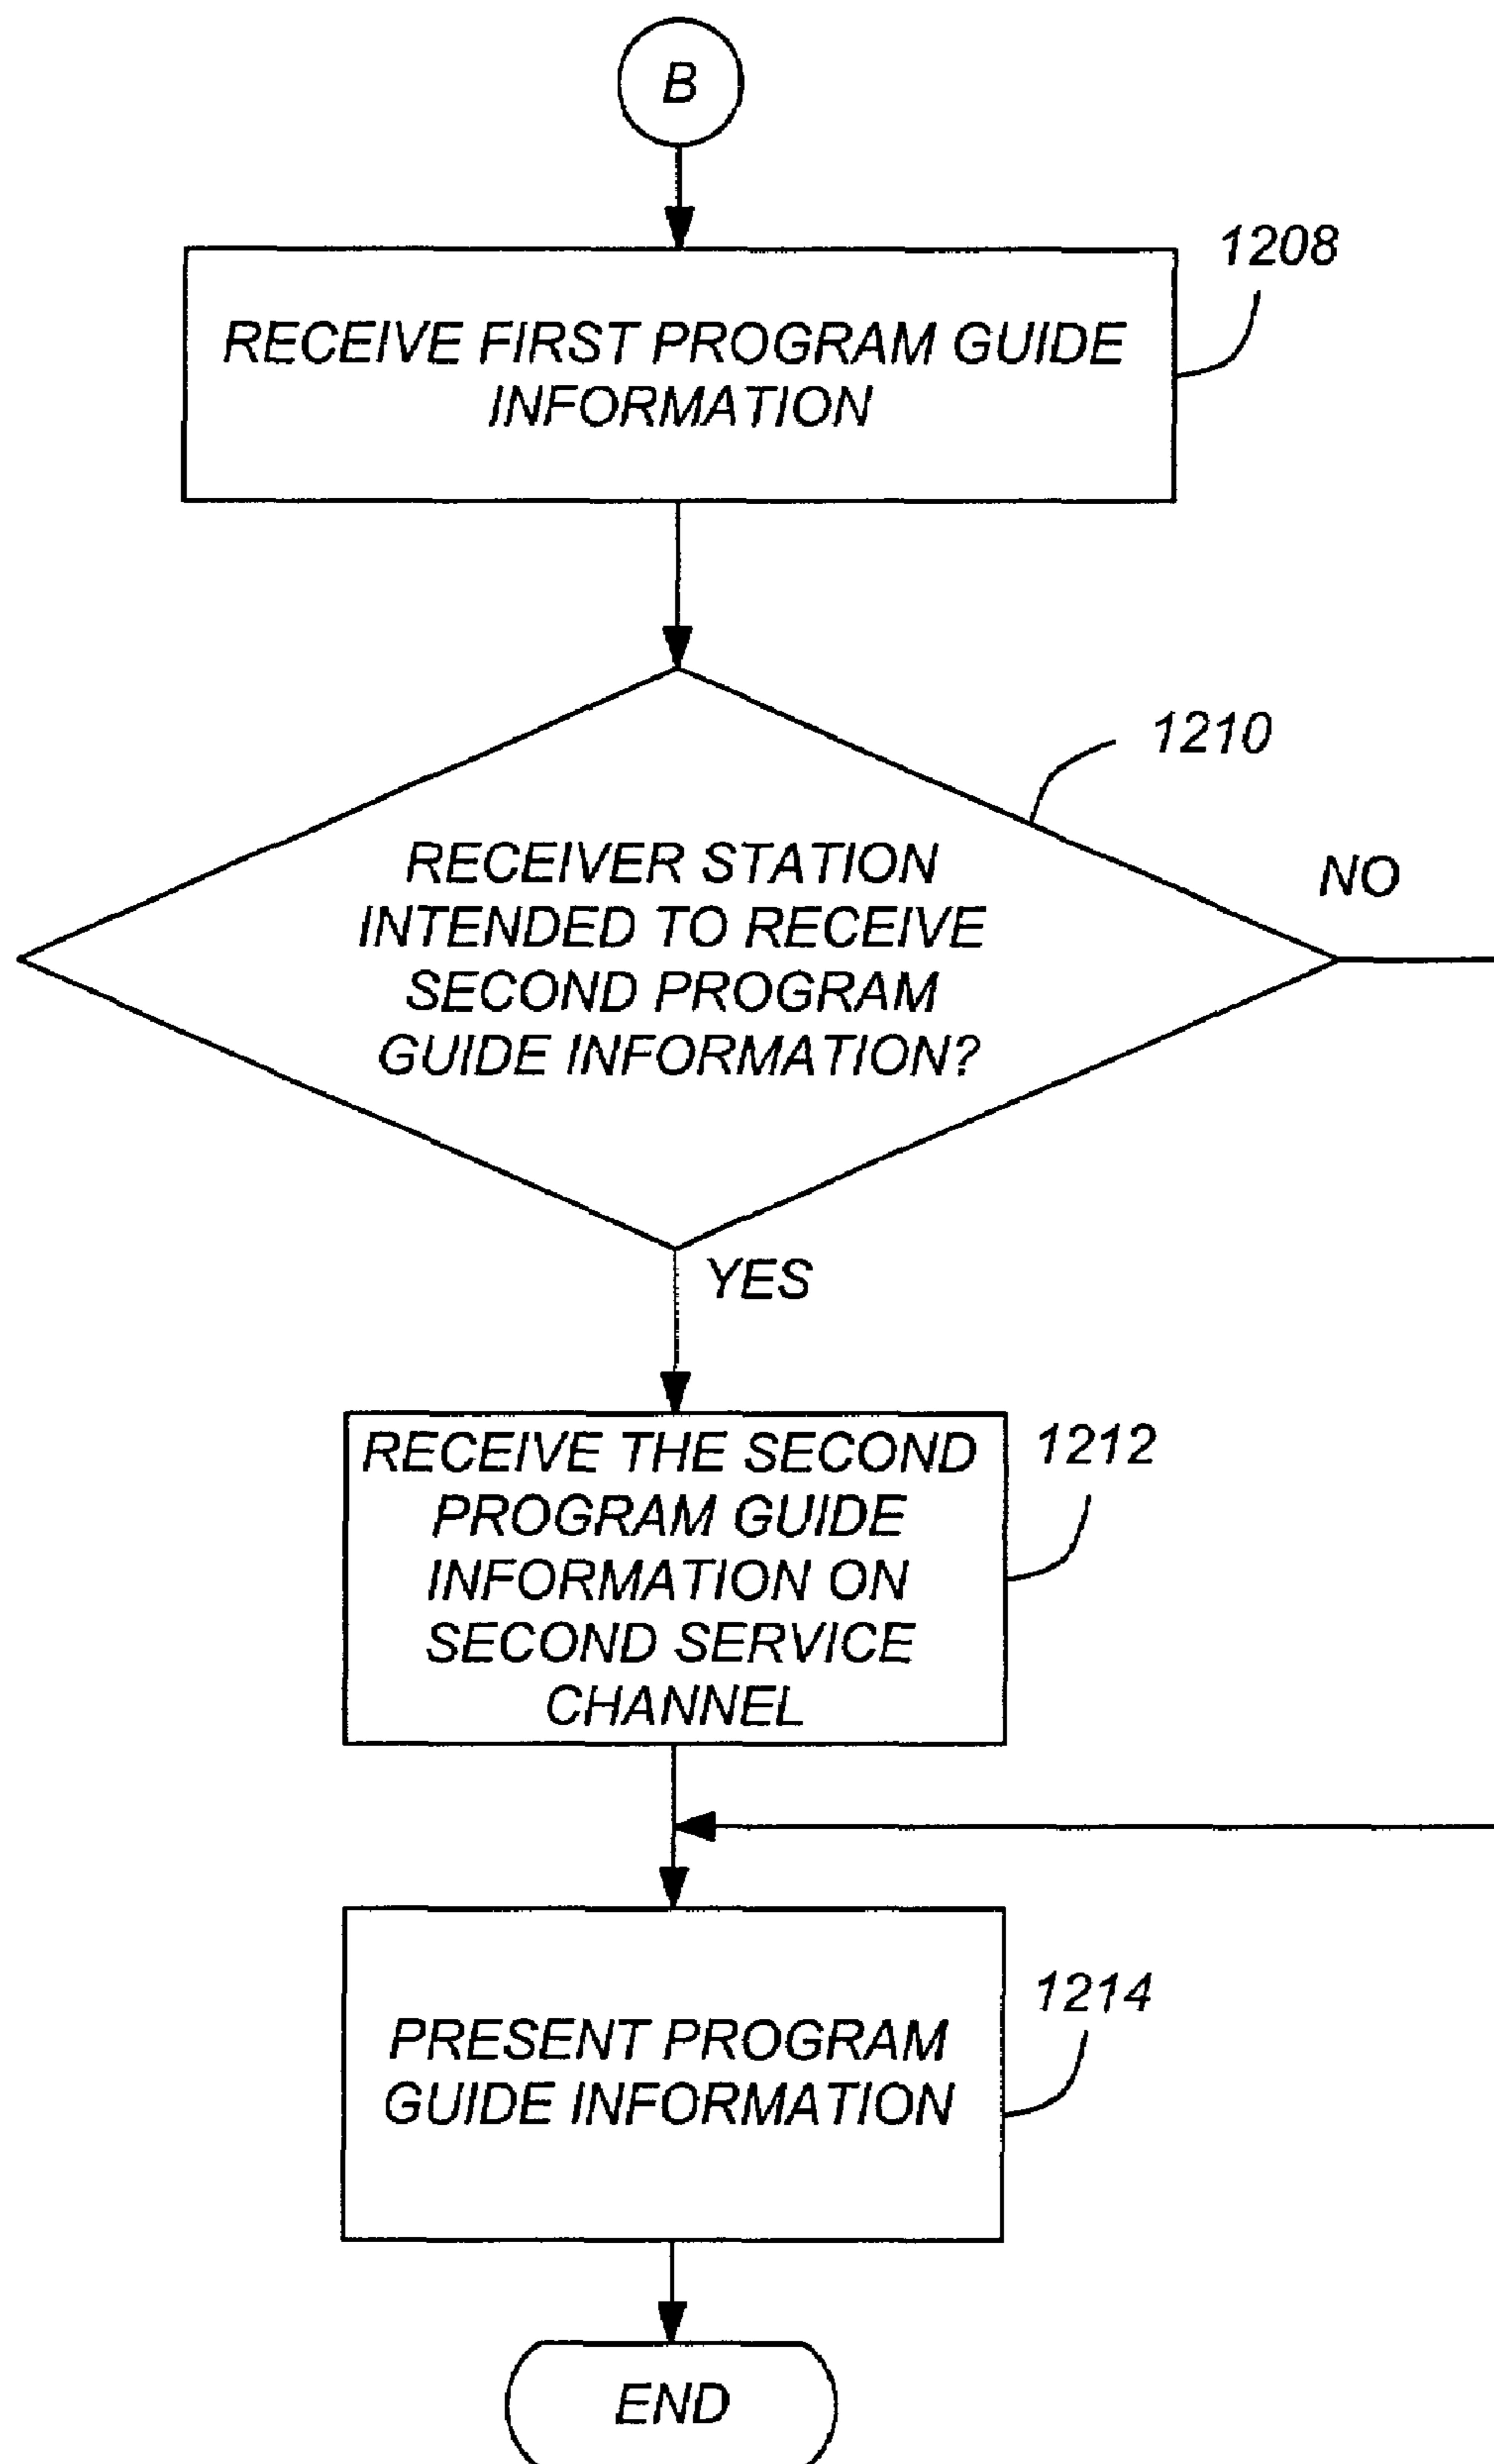 B
1208
RECEIVE FIRST PROGRAM GUIDE
INFORMATION
1210
RECEIVER STATION
INTENDED TO RECEIVE
SECOND PROGRAM
GUIDE INFORMATION?
NO
YES
1212
RECEIVE THE SECOND
PROGRAM GUIDE
INFORMATION ON
SECOND SERVICE
CHANNEL
1214
PRESENT PROGRAM
GUIDE INFORMATION
END